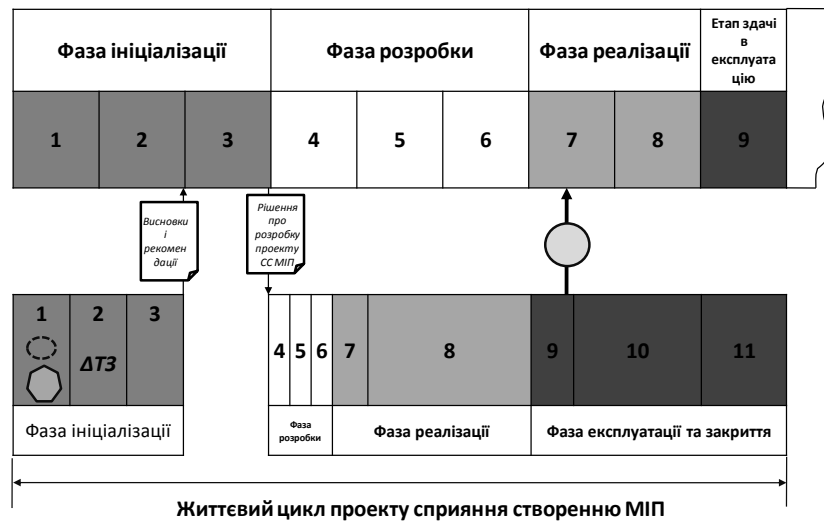 Фаза ініціалізації
Фаза розробки
Фаза реалізації
Етап здачі
в
експлуата
цію
1
2
3
4
5
6
7
8
9
Висновки
і
рекомен
дації
Рішення
про
розробку
проекту
СС МІП
1
2
3
ΔТЗ
4
5
6
7
8
9
10
11
Фаза ініціалізації
Фаза
розробки
Фаза реалізації
Фаза експлуатації та закриття
Життєвий цикл проекту сприяння створенню МІП